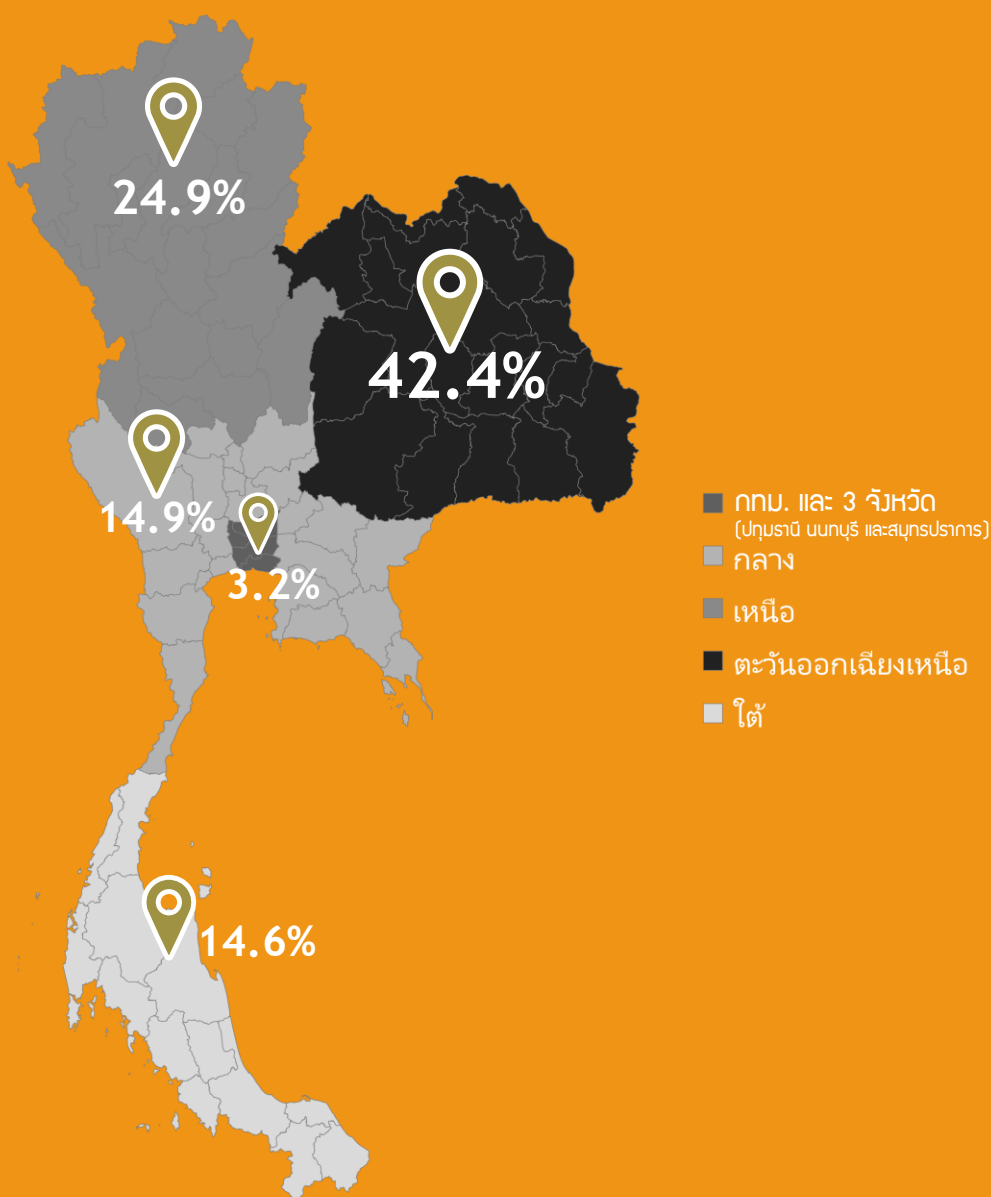 24.9%
42.4%
14.9%
3.2%
กทม. และ 3 จังหวัด
(ปทุมธานี นนทบุรี และสมุทรปราการ)
กลาง
เหนือ
ตะวันออกเฉียงเหนือ
ใต้
14.6%